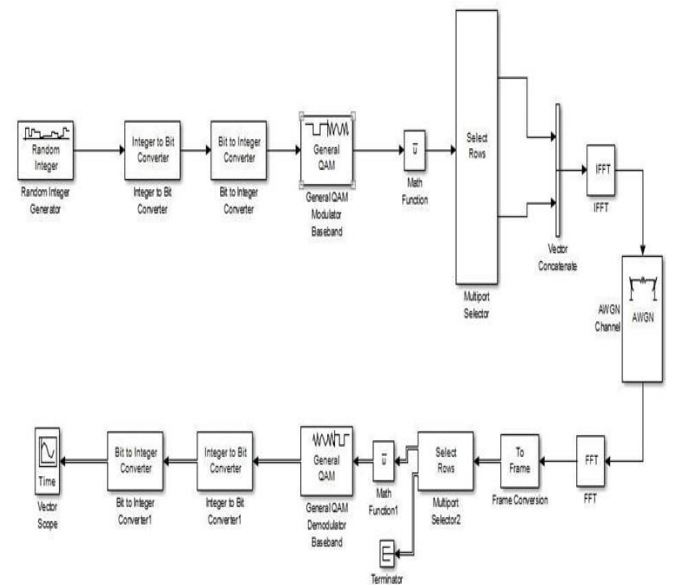 Random
Integer
Random Integer
Generator
Integer to Bit
Converter
Integer to Bit
Converter
Bit to Integer
Converter
Bit to Integer
Converter
General
QAM
General QAM
Modulator
Baseband
u
Math
Function
Select
Rows
Multiport
Selector
Vector
Concatenate
IFFT
IFFT
AWGN
Channel
AWGN
Time
Vector
Scope
Bit to Integer
Converter
Bit to Integer
Converter1
Integer to Bit
Converter
Integer to Bit
Converter1
General
QAM
General QAM
Demodulator
Baseband
u
Math
Function1
Select
Rows
Multiport
Selector2
To
Frame
Frame Conversion
FFT
FFT
Terminator